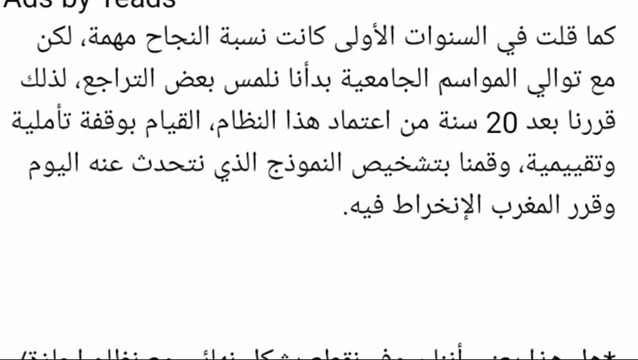 Ads by Teads
كما قلت في السنوات الأولى كانت نسبة النجاح مهمة، لكن
مع توالي المواسم الجامعية بدأنا نلمس بعض التراجع، لذلك
قررنا بعد 20 سنة من اعتماد هذا النظام، القيام بوقفة تأملية
وتقييمية، وقمنا بتشخيص النموذج الذي نتحدث عنه اليوم
وقرر المغرب الإنخراط فيه.